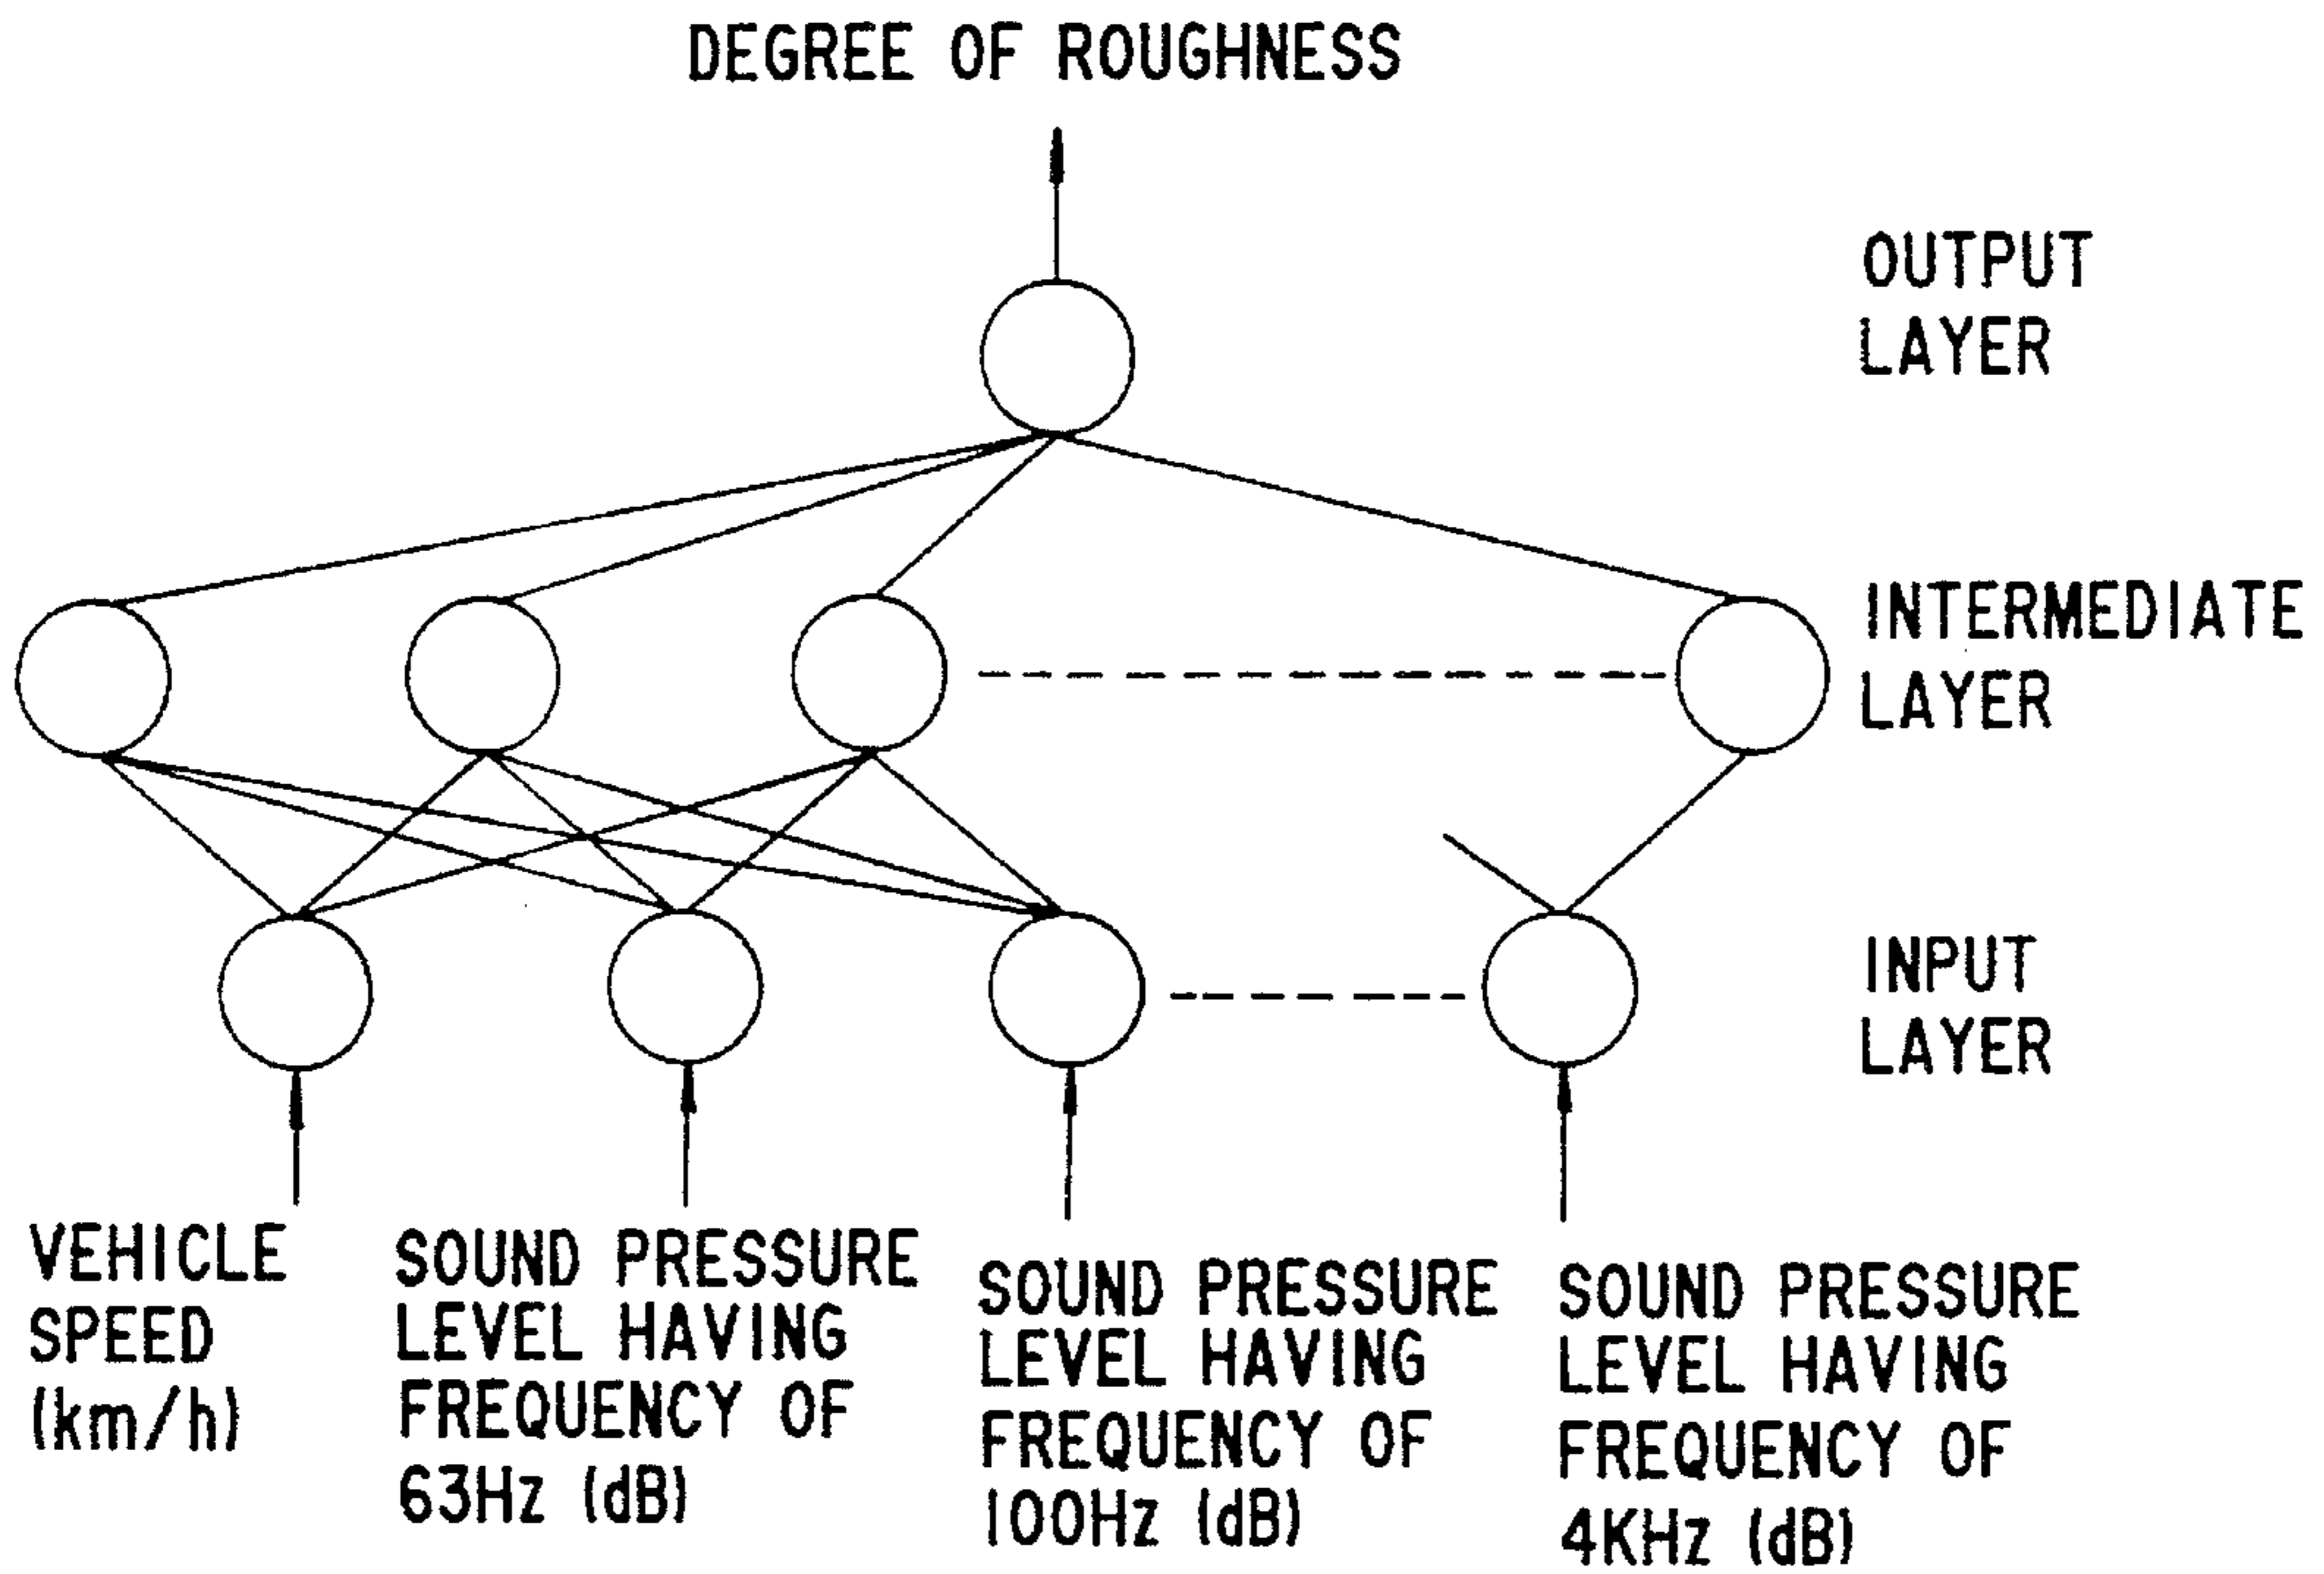 DEGREE OF ROUGHNESS
OUTPUT
LAYER
INTERMEDIATE
LAYER
INPUT
LAYER
VEHICLE
SPEED
(km/h)
SOUND PRESSURE
LEVEL HAVING
FREQUENCY OF
63Hz (dB)
SOUND PRESSURE
LEVEL HAVING
FREQUENCY OF
100Hz (dB)
SOUND PRESSURE
LEVEL HAVING
FREQUENCY OF
4KHz (dB)